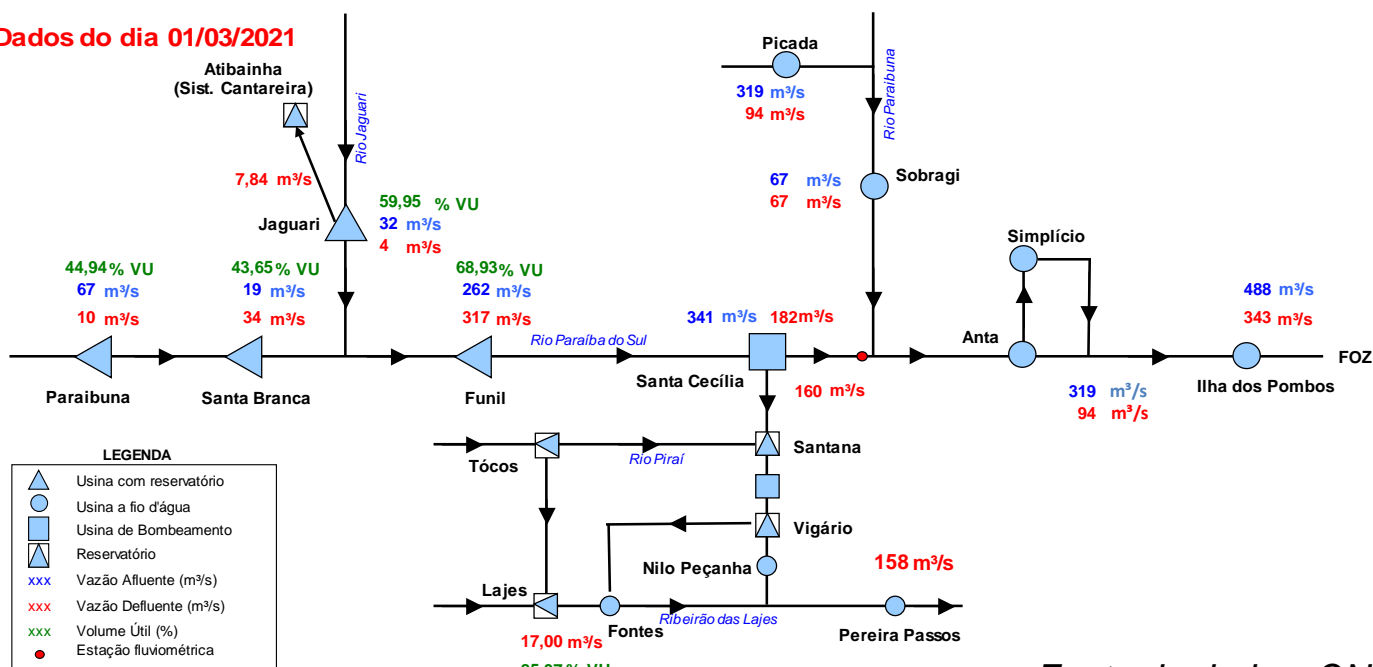 Dados do dia 01/03/2021
Atibainha
(Sist. Cantareira)
Rio Jaguari
7,84 m³/s
Jaguari
59,95 % VU
32 m³/s
4 m³/s
Picada
319 m³/s
94 m³/s
Rio Paraibuna
67 m³/s
67 m³/s
Sobragi
Simplício
44,94% VU
67 m³/s
10 m³/s
Paraibuna
43,65% VU
19 m³/s
34 m³/s
Santa Branca
68,93% VU
262 m³/s
317 m³/s
Funil
Rio Paraíba do Sul
341 m³/s 182m³/s
Santa Cecília
160 m³/s
Anta
319 m³/s
94 m³/s
488 m³/s
343 m³/s
Ilha dos Pombos
FOZ
Tócos
Rio Piraí
Santana
Vigário
Nilo Peçanha
158 m³/s
Lajes
Fontes
Ribeirão das Lajes
Pereira Passos
17,00 m³/s
LEGENDA
Usina com reservatório
Usina a fio d'água
Usina de Bombeamento
Reservatório
xxx Vazão Afluente (m³/s)
xxx Vazão Defluente (m³/s)
xxx Volume Útil (%)
Estação fluviométrica